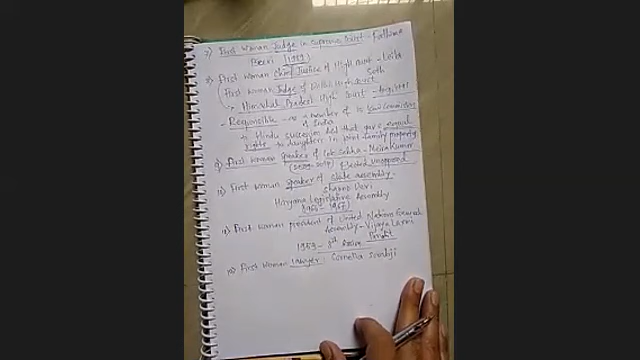 7) First woman Judge in supreme court - Fathima
Beevi (1989)
8) First woman chief Justice of High court - Leila
Seth
First woman Judge of Delhi High court
Himachal Pradesh High Court -
- Responsible - as a member of 15 law commission
of India
to Hindu succession Act that gave equal
rights to daughters in joint family property
9) First woman speaker of Lok Sabha - Meira Kumar
Elected unopposed
10) First woman speaker of state assembly -
Shanno Devi
Haryana Legislative Assembly
11) First woman president of United Nations General
Assembly - Vijaya Laxmi
Pandit
1953 - 8th
12) First woman lawyer : Cornelia Sorabji